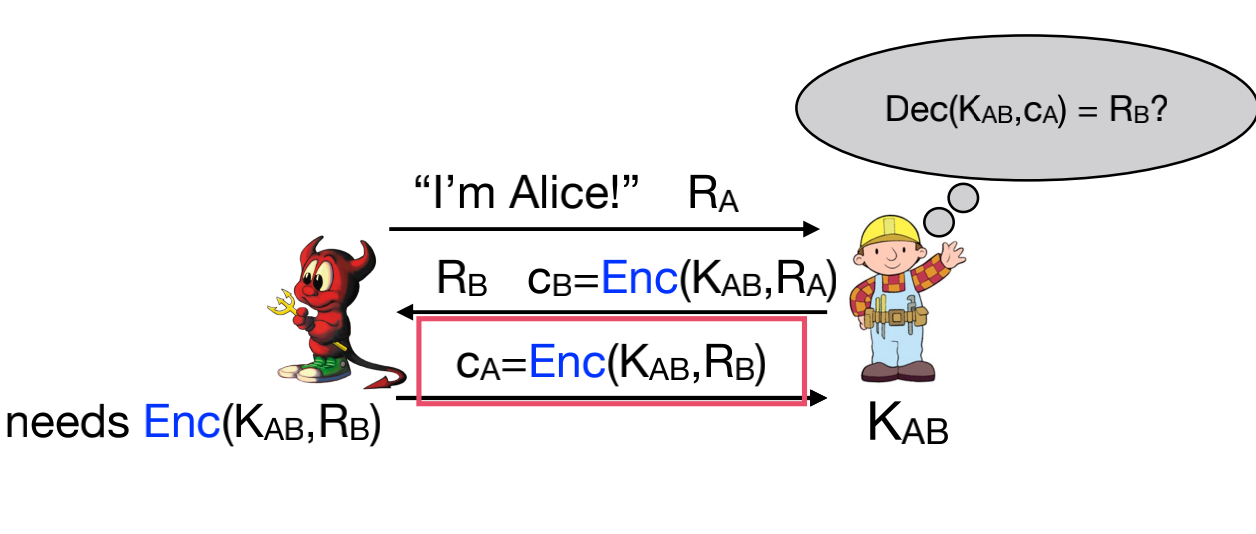 Dec(KAB,cA) = RB?
“I’m Alice!” RA
RB cB=Enc(KAB,RA)
cA=Enc(KAB,RB)
needs Enc(KAB,RB)
KAB